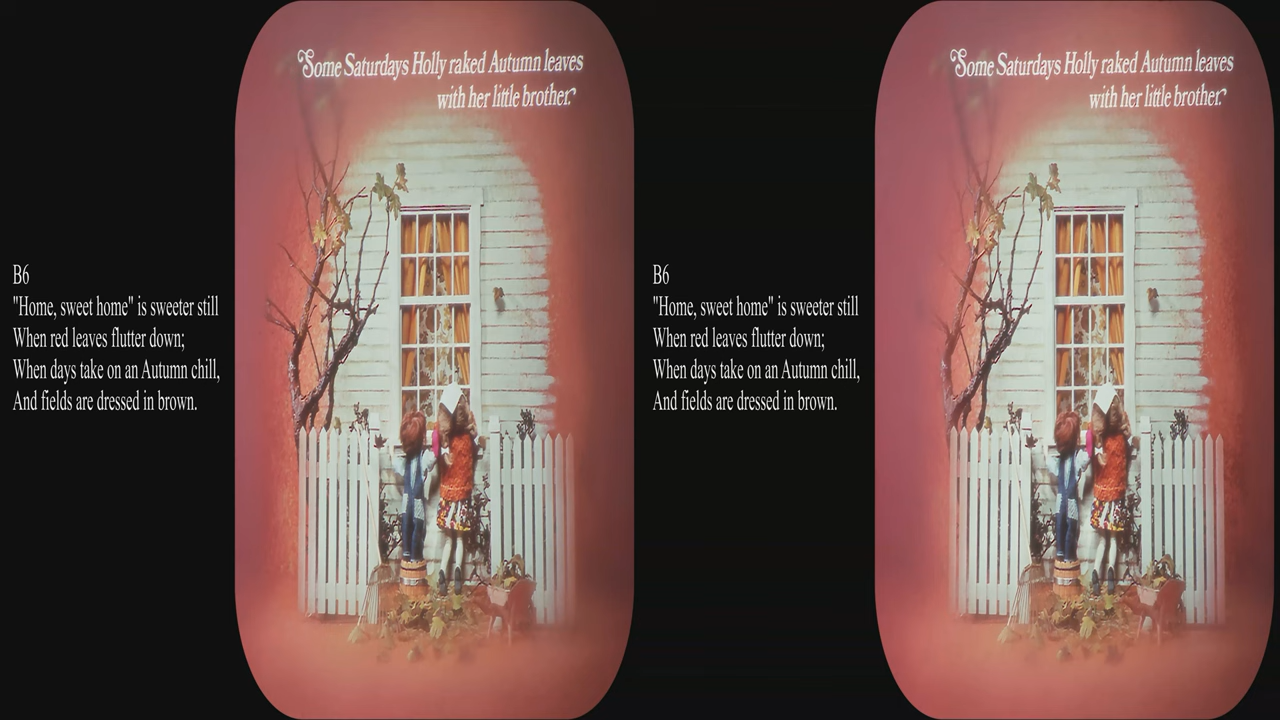 "Some Saturdays Holly raked Autumn leaves
with her little brother."
B6
"Home, sweet home" is sweeter still
When red leaves flutter down;
When days take on an Autumn chill,
And fields are dressed in brown.
"Some Saturdays Holly raked Autumn leaves
with her little brother."
B6
"Home, sweet home" is sweeter still
When red leaves flutter down;
When days take on an Autumn chill,
And fields are dressed in brown.